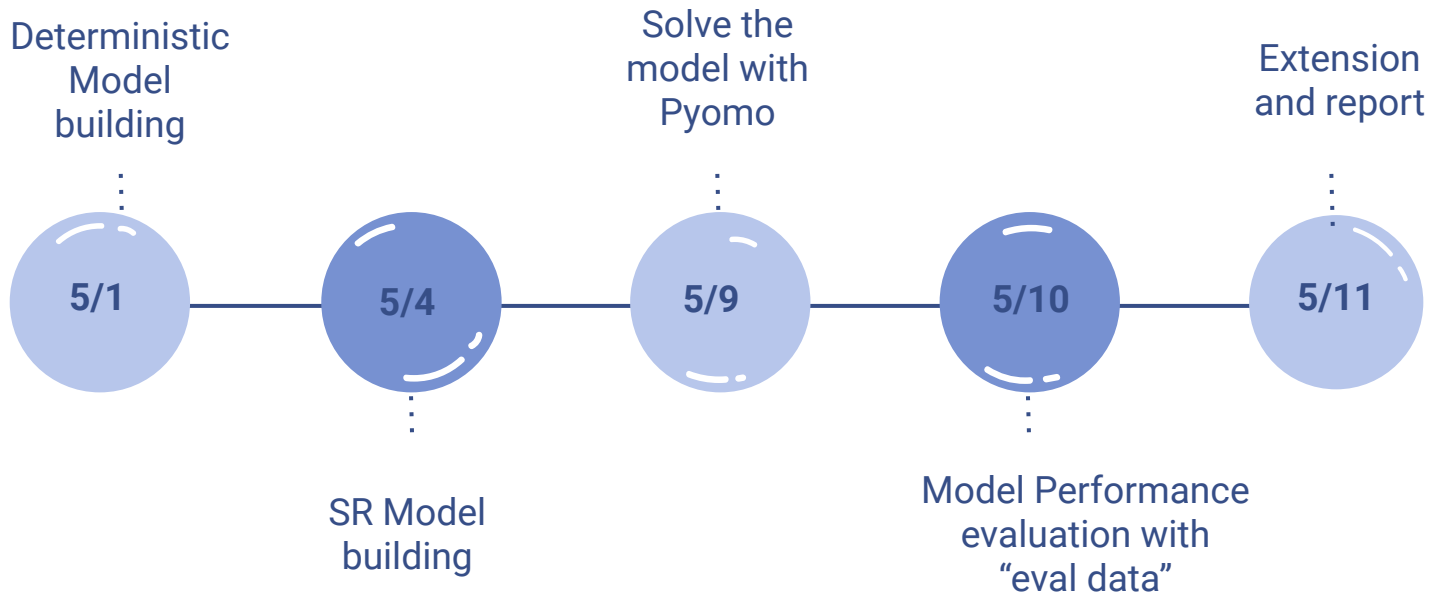 Deterministic
Model
building
5/1
5/4
SR Model
building
Solve the
model with
Pyomo
5/9
5/10
Model Performance
evaluation with
“eval data”
Extension
and report
5/11